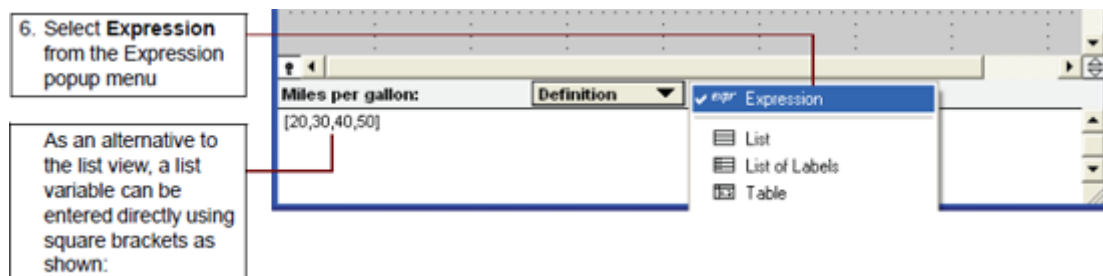 6. Select Expression
from the Expression
popup menu
Miles per gallon:
Definition
expr Expression
[20,30,40,50]
List
List of Labels
Table
As an alternative to
the list view, a list
variable can be
entered directly using
square brackets as
shown: